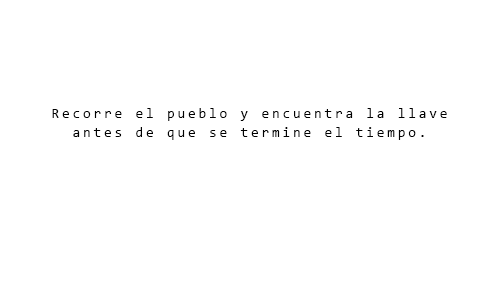 Recorre el pueblo y encuentra la llave
antes de que se termine el tiempo.